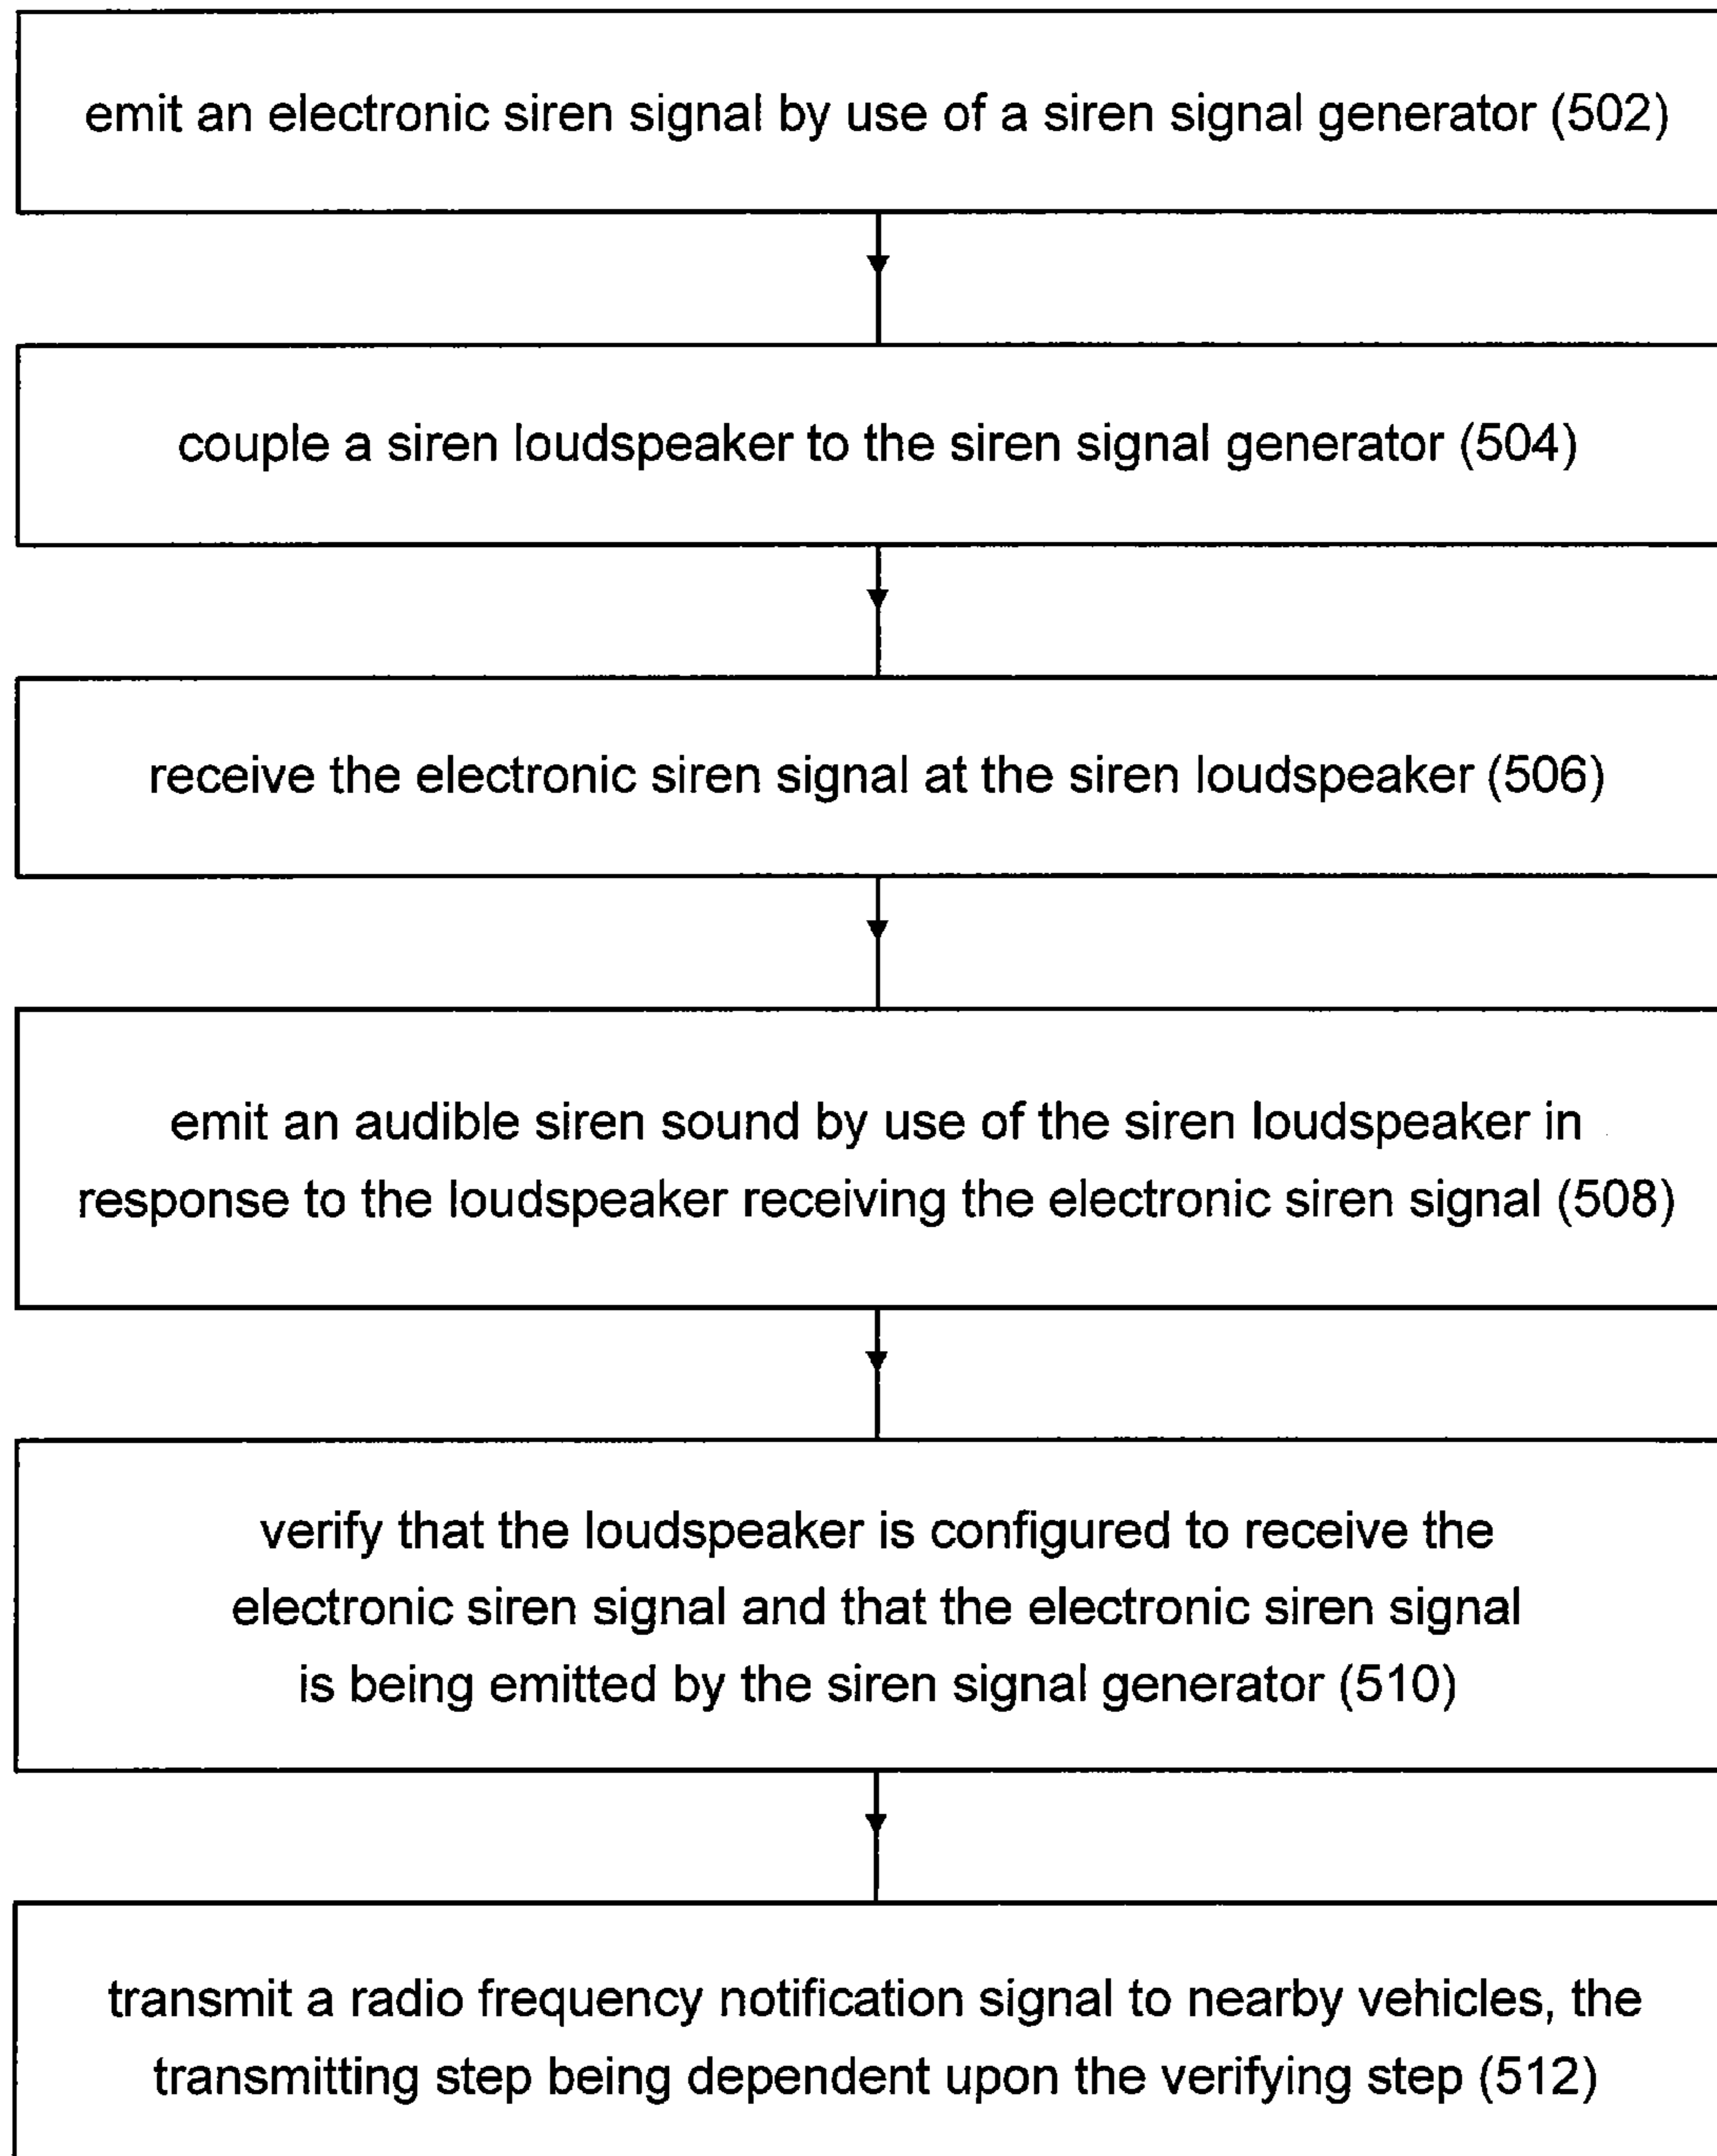 emit an electronic siren signal by use of a siren signal generator (502)
couple a siren loudspeaker to the siren signal generator (504)
receive the electronic siren signal at the siren loudspeaker (506)
emit an audible siren sound by use of the siren loudspeaker in
response to the loudspeaker receiving the electronic siren signal (508)
verify that the loudspeaker is configured to receive the
electronic siren signal and that the electronic siren signal
is being emitted by the siren signal generator (510)
transmit a radio frequency notification signal to nearby vehicles, the
transmitting step being dependent upon the verifying step (512)